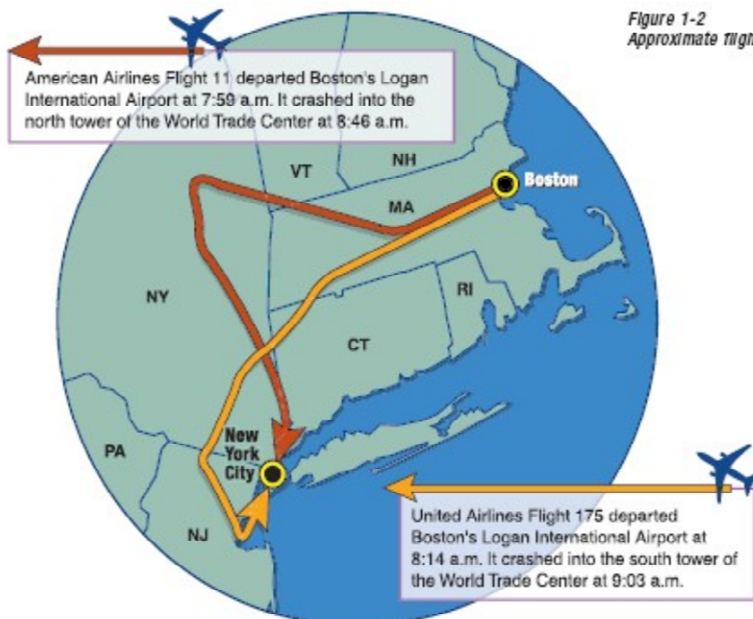 Figure 1-2
Approximate flight
American Airlines Flight 11 departed Boston's Logan
International Airport at 7:59 a.m. It crashed into the
north tower of the World Trade Center at 8:46 a.m.
VT
NH
Boston
MA
NY
RI
CT
New
York
City
PA
NJ
United Airlines Flight 175 departed
Boston's Logan International Airport at
8:14 a.m. It crashed into the south tower of
the World Trade Center at 9:03 a.m.